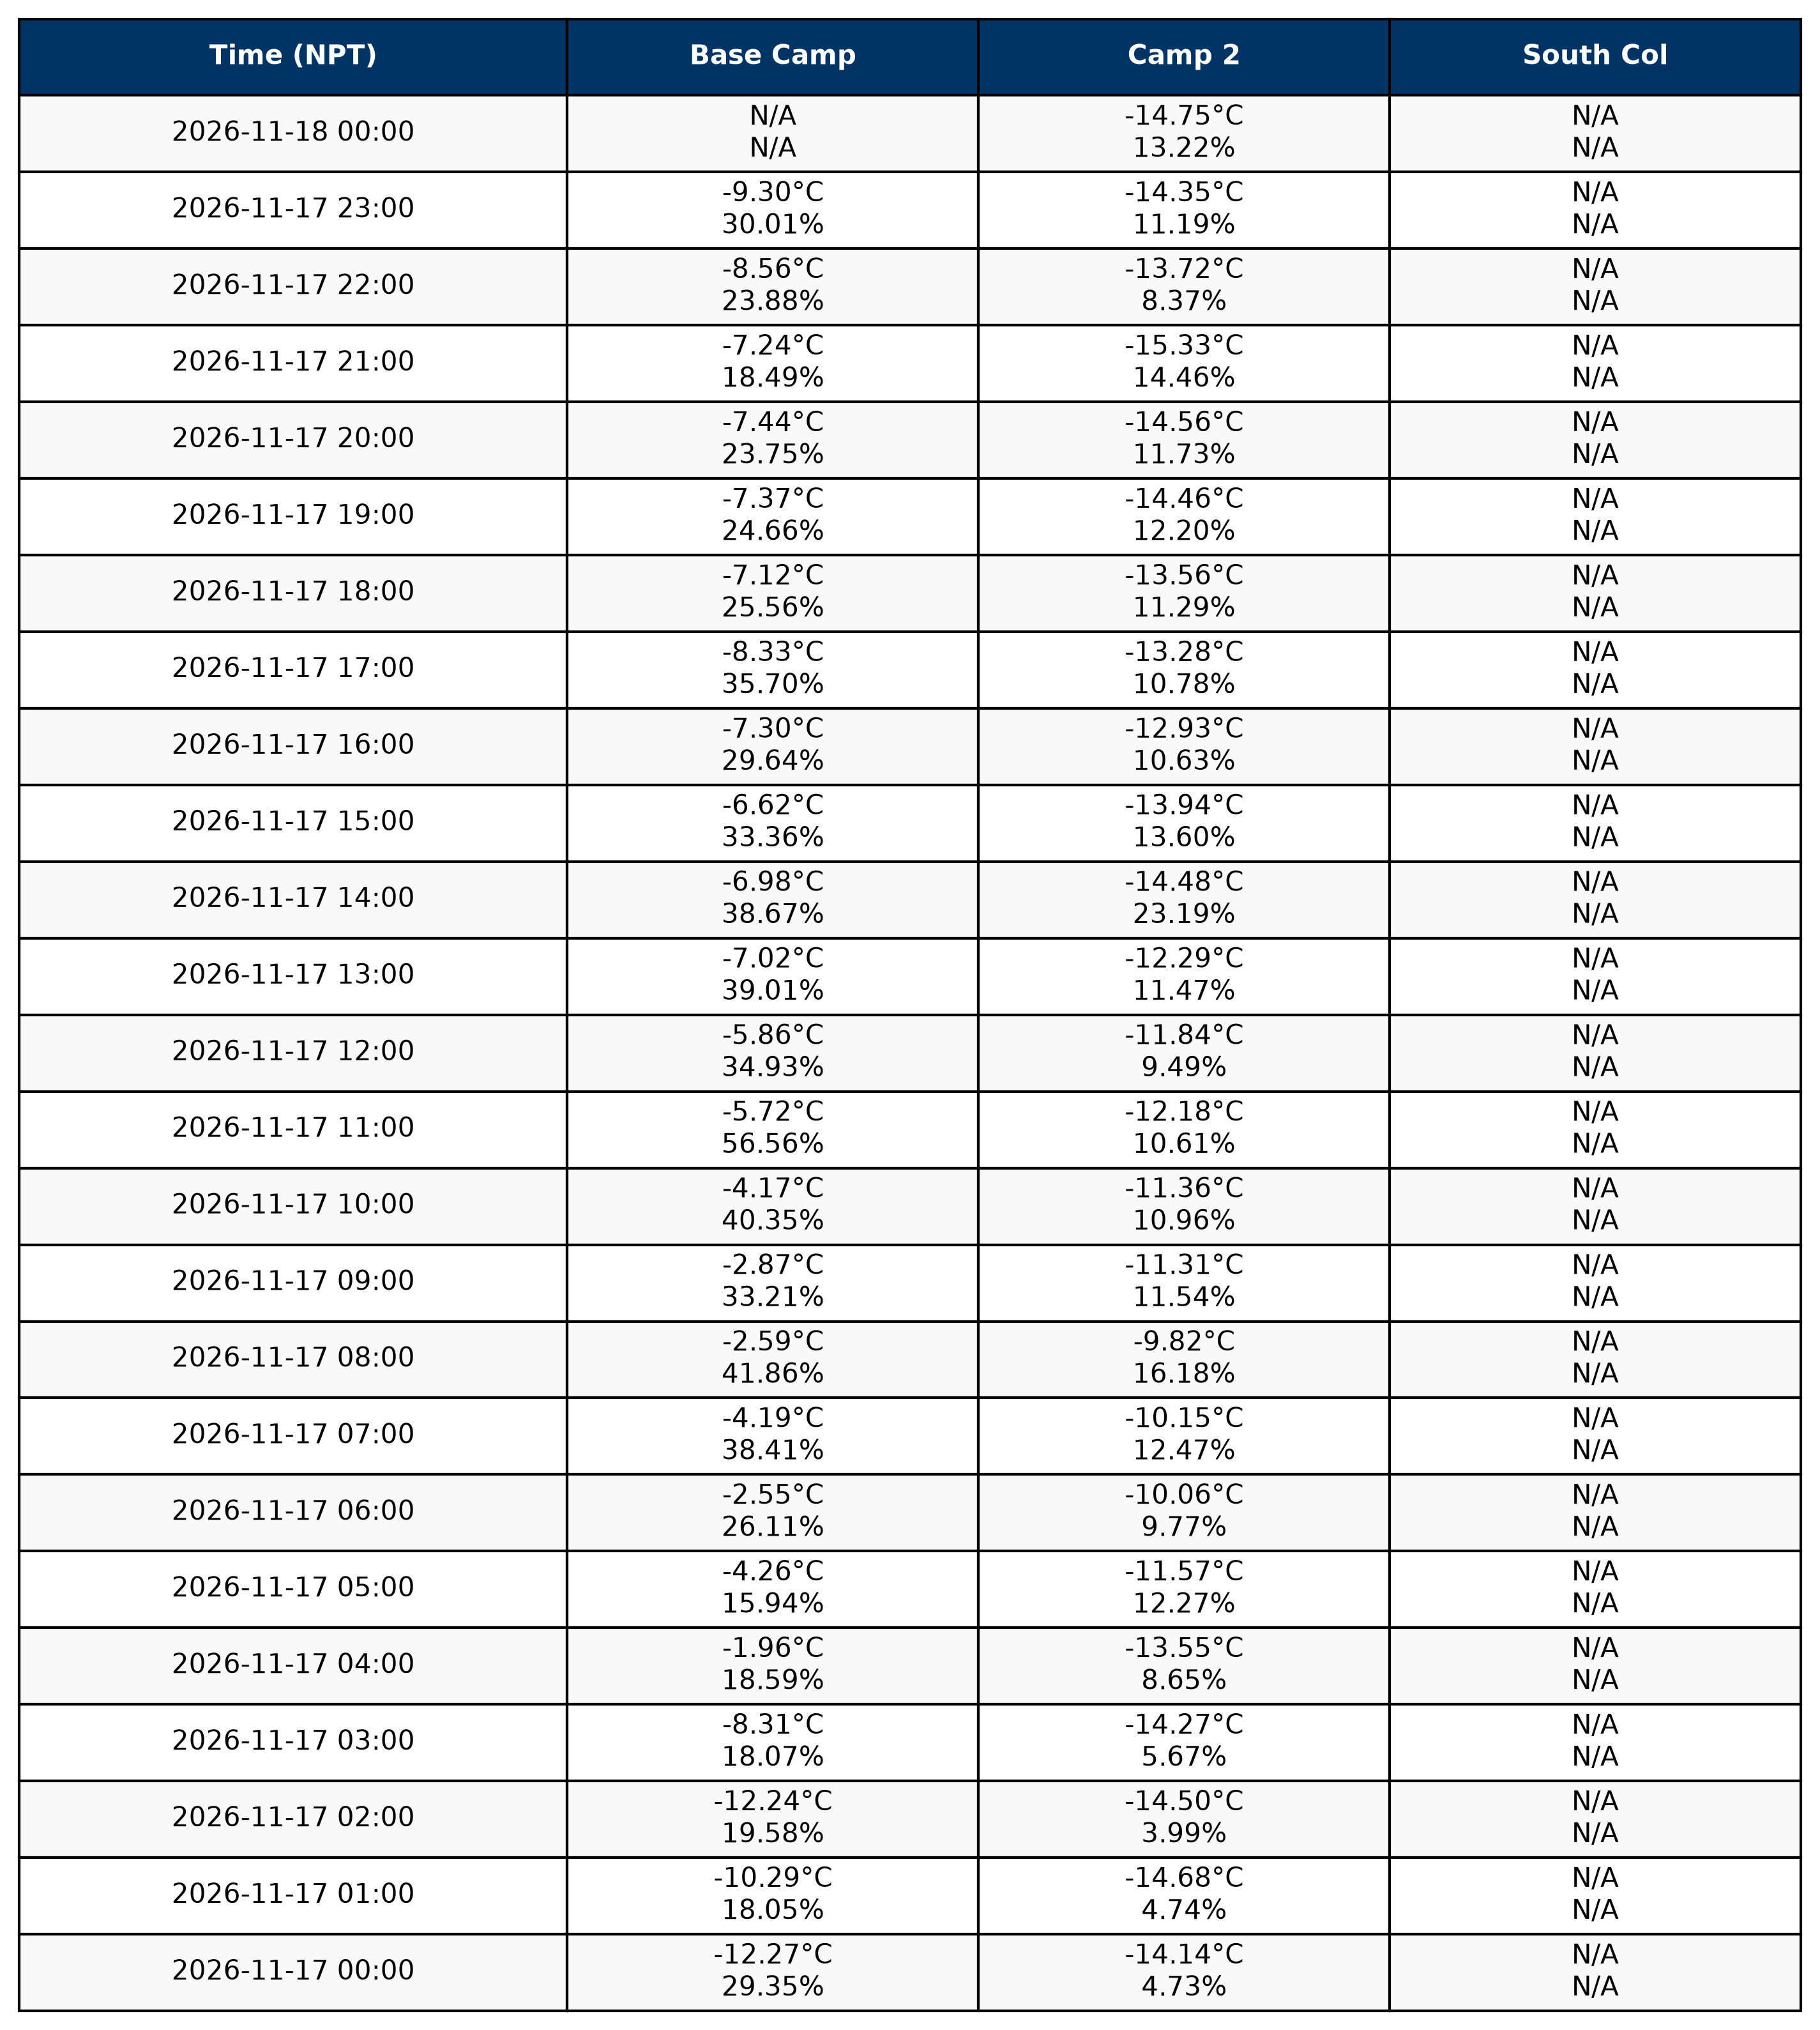 Time (NPT) Base Camp Camp 2 South Col
2026-11-18 00:00 N/A -14.75°C N/A
N/A 13.22% N/A
2026-11-17 23:00 -9.30°C -14.35°C N/A
30.01% 11.19% N/A
2026-11-17 22:00 -8.56°C -13.72°C N/A
23.88% 8.37% N/A
2026-11-17 21:00 -7.24°C -15.33°C N/A
18.49% 14.46% N/A
2026-11-17 20:00 -7.44°C -14.56°C N/A
23.75% 11.73% N/A
2026-11-17 19:00 -7.37°C -14.46°C N/A
24.66% 12.20% N/A
2026-11-17 18:00 -7.12°C -13.56°C N/A
25.56% 11.29% N/A
2026-11-17 17:00 -8.33°C -13.28°C N/A
35.70% 10.78% N/A
2026-11-17 16:00 -7.30°C -12.93°C N/A
29.64% 10.63% N/A
2026-11-17 15:00 -6.62°C -13.94°C N/A
33.36% 13.60% N/A
2026-11-17 14:00 -6.98°C -14.48°C N/A
38.67% 23.19% N/A
2026-11-17 13:00 -7.02°C -12.29°C N/A
39.01% 11.47% N/A
2026-11-17 12:00 -5.86°C -11.84°C N/A
34.93% 9.49% N/A
2026-11-17 11:00 -5.72°C -12.18°C N/A
56.56% 10.61% N/A
2026-11-17 10:00 -4.17°C -11.36°C N/A
40.35% 10.96% N/A
2026-11-17 09:00 -2.87°C -11.31°C N/A
33.21% 11.54% N/A
2026-11-17 08:00 -2.59°C -9.82°C N/A
41.86% 16.18% N/A
2026-11-17 07:00 -4.19°C -10.15°C N/A
38.41% 12.47% N/A
2026-11-17 06:00 -2.55°C -10.06°C N/A
26.11% 9.77% N/A
2026-11-17 05:00 -4.26°C -11.57°C N/A
15.94% 12.27% N/A
2026-11-17 04:00 -1.96°C -13.55°C N/A
18.59% 8.65% N/A
2026-11-17 03:00 -8.31°C -14.27°C N/A
18.07% 5.67% N/A
2026-11-17 02:00 -12.24°C -14.50°C N/A
19.58% 3.99% N/A
2026-11-17 01:00 -10.29°C -14.68°C N/A
18.05% 4.74% N/A
2026-11-17 00:00 -12.27°C -14.14°C N/A
29.35% 4.73% N/A